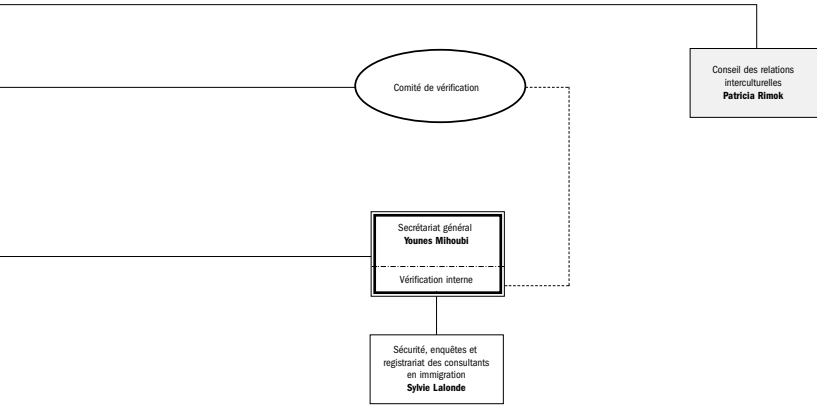 Conseil des relations
interculturelles
Patricia Rimok
Comité de vérification
Secrétariat général
Younes Mihoubi
Vérification interne
Sécurité, enquêtes et
registrariat des consultants
en immigration
Sylvie Lalonde